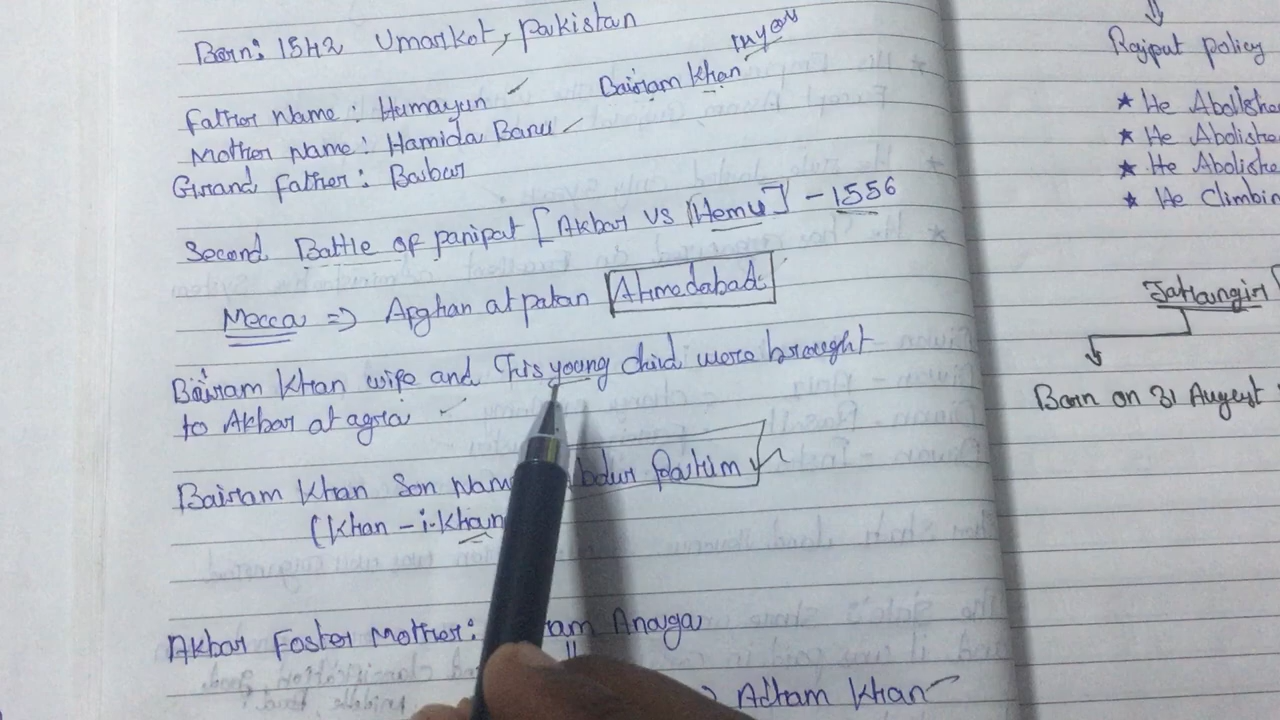 Born: 1542 Umarkot, Pakistan
Father Name : Humayun
Bairam Khan
Mother Name : Hamida Banu
Grand Father : Babur
Second Battle of panipat [Akbar VS Hemu] - 1556
Mecca => Afghan at patan Ahmedabad
Bairam Khan wife and This young child were brought
to Akbar at agra
Bairam Khan Son Name Abdur Rahim
(Khan - i - Khan
Akbar Foster Mother: am Anaga
Adham Khan
Rajput policy
★ He Abolishe
★ He Abolishe
★ He Abolishe
★ He Climbin
Jahangir
Born on 31 August